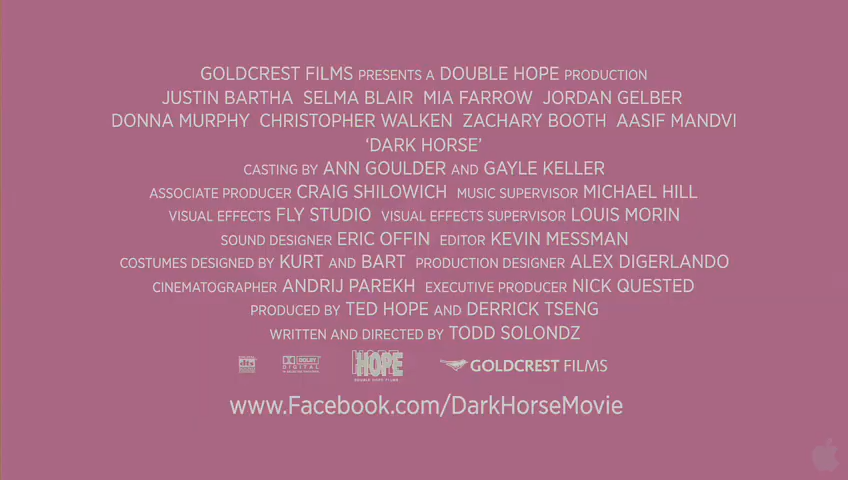 GOLDCREST FILMS PRESENTS A DOUBLE HOPE PRODUCTION
JUSTIN BARTHA SELMA BLAIR MIA FARROW JORDAN GELBER
DONNA MURPHY CHRISTOPHER WALKEN ZACHARY BOOTH AASIF MANDVI
‘DARK HORSE’
CASTING BY ANN GOULDER AND GAYLE KELLER
ASSOCIATE PRODUCER CRAIG SHILOWICH MUSIC SUPERVISOR MICHAEL HILL
VISUAL EFFECTS FLY STUDIO VISUAL EFFECTS SUPERVISOR LOUIS MORIN
SOUND DESIGNER ERIC OFFIN EDITOR KEVIN MESSMAN
COSTUMES DESIGNED BY KURT AND BART PRODUCTION DESIGNER ALEX DIGERLANDO
CINEMATOGRAPHER ANDRIJ PAREKH EXECUTIVE PRODUCER NICK QUESTED
PRODUCED BY TED HOPE AND DERRICK TSENG
WRITTEN AND DIRECTED BY TODD SOLONDZ
dts DOLBY DIGITAL HOPE DOUBLE HOPE FILMS GOLDCREST FILMS
www.Facebook.com/DarkHorseMovie